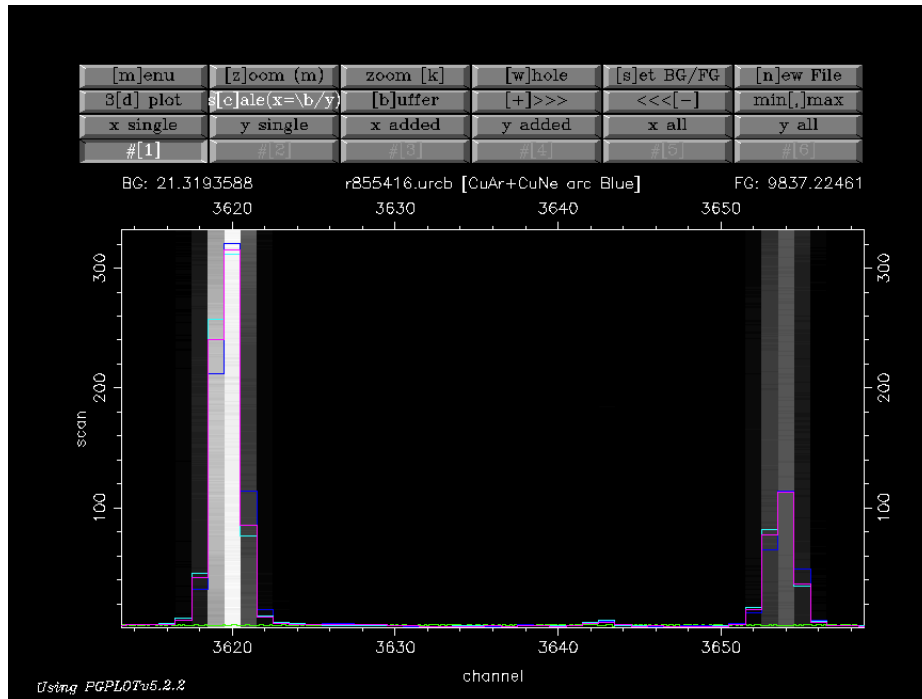 [m]enu [z]oom (m) zoom [k] [w]hole [s]et BG/FG [n]ew File
3[d] plot s[c]ale(x=\b/y) [b]uffer [+]>>> <<<[-] min[,]max
x single y single x added y added x all y all
#[1] #[2] #[3] #[4] #[5] #[6]
BG: 21.3193588 r855416.urcb [CuAr+CuNe arc Blue] FG: 9837.22461
3620 3630 3640 3650
300 300
200 200
scan
100 100
3620 3630 3640 3650
channel
Using PGPLOTv5.2.2